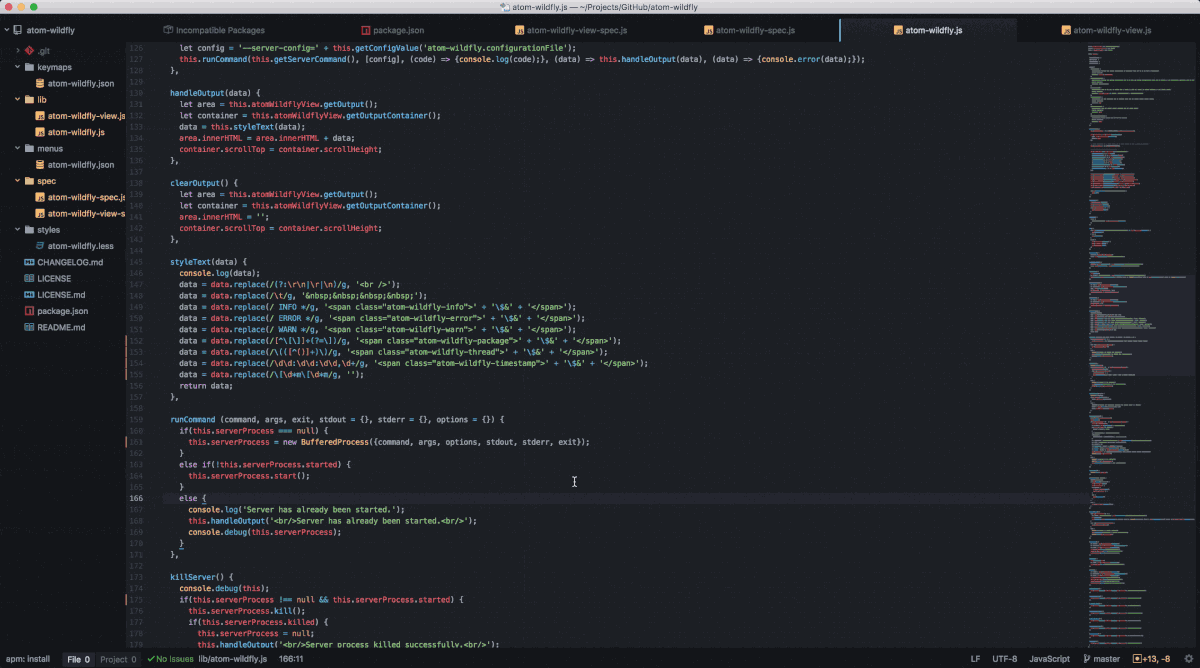 atom-wildfly.js — ~/Projects/GitHub/atom-wildfly
atom-wildfly
Incompatible Packages
package.json
atom-wildfly-view-spec.js
atom-wildfly-spec.js
atom-wildfly.js
atom-wildfly-view.js
.git
keymaps
atom-wildfly.json
lib
atom-wildfly-view.js
atom-wildfly.js
menus
atom-wildfly.json
spec
atom-wildfly-spec.js
atom-wildfly-view-s
styles
atom-wildfly.less
CHANGELOG.md
LICENSE
LICENSE.md
package.json
README.md
126 let config = '--server-config=' + this.getConfigValue('atom-wildfly.configurationFile');
127 this.runCommand(this.getServerCommand(), [config], (code) => {console.log(code);}, (data) => this.handleOutput(data), (data) => {console.error(data);});
128 },
129
130 handleOutput(data) {
131 let area = this.atomWildflyView.getOutput();
132 let container = this.atomWildflyView.getOutputContainer();
133 data = this.styleText(data);
134 area.innerHTML = area.innerHTML + data;
135 container.scrollTop = container.scrollHeight;
136 },
137
138 clearOutput() {
139 let area = this.atomWildflyView.getOutput();
140 let container = this.atomWildflyView.getOutputContainer();
141 area.innerHTML = '';
142 container.scrollTop = container.scrollHeight;
143 },
144
145 styleText(data) {
146 console.log(data);
147 data = data.replace(/(?:\r\n|\r|\n)/g, '<br />');
148 data = data.replace(/\t/g, '&nbsp;&nbsp;&nbsp;');
149 data = data.replace(/ INFO */g, '<span class="atom-wildfly-info">' + '\$&' + '</span>');
150 data = data.replace(/ ERROR */g, '<span class="atom-wildfly-error">' + '\$&' + '</span>');
151 data = data.replace(/ WARN */g, '<span class="atom-wildfly-warn">' + '\$&' + '</span>');
152 data = data.replace(/[^\[\]]+(?=\])/g, '<span class="atom-wildfly-package">' + '\$&' + '</span>');
153 data = data.replace(/\(([^()]+)\)/g, '<span class="atom-wildfly-thread">' + '\$&' + '</span>');
154 data = data.replace(/\d\d:\d\d:\d\d,\d+/g, '<span class="atom-wildfly-timestamp">' + '\$&' + '</span>');
155 data = data.replace(/\[\d+m\[\d+m/g, '');
156 return data;
157 },
158
159 runCommand (command, args, exit, stdout = {}, stderr = {}, options = {}) {
160 if(this.serverProcess === null) {
161 this.serverProcess = new BufferedProcess({command, args, options, stdout, stderr, exit});
162 }
163 else if(!this.serverProcess.started) {
164 this.serverProcess.start();
165 }
166 else {
167 console.log('Server has already been started.');
168 this.handleOutput('<br/>Server has already been started.<br/>');
169 console.debug(this.serverProcess);
170 }
171 },
172
173 killServer() {
174 console.debug(this);
175 if(this.serverProcess !== null && this.serverProcess.started) {
176 this.serverProcess.kill();
177 if(this.serverProcess.killed) {
178 this.serverProcess = null;
179 this.handleOutput('<br/>Server process killed successfully.<br/>');
apm: install
File 0
Project 0
No Issues
lib/atom-wildfly.js
166:11
LF
UTF-8
JavaScript
master
+13, -8